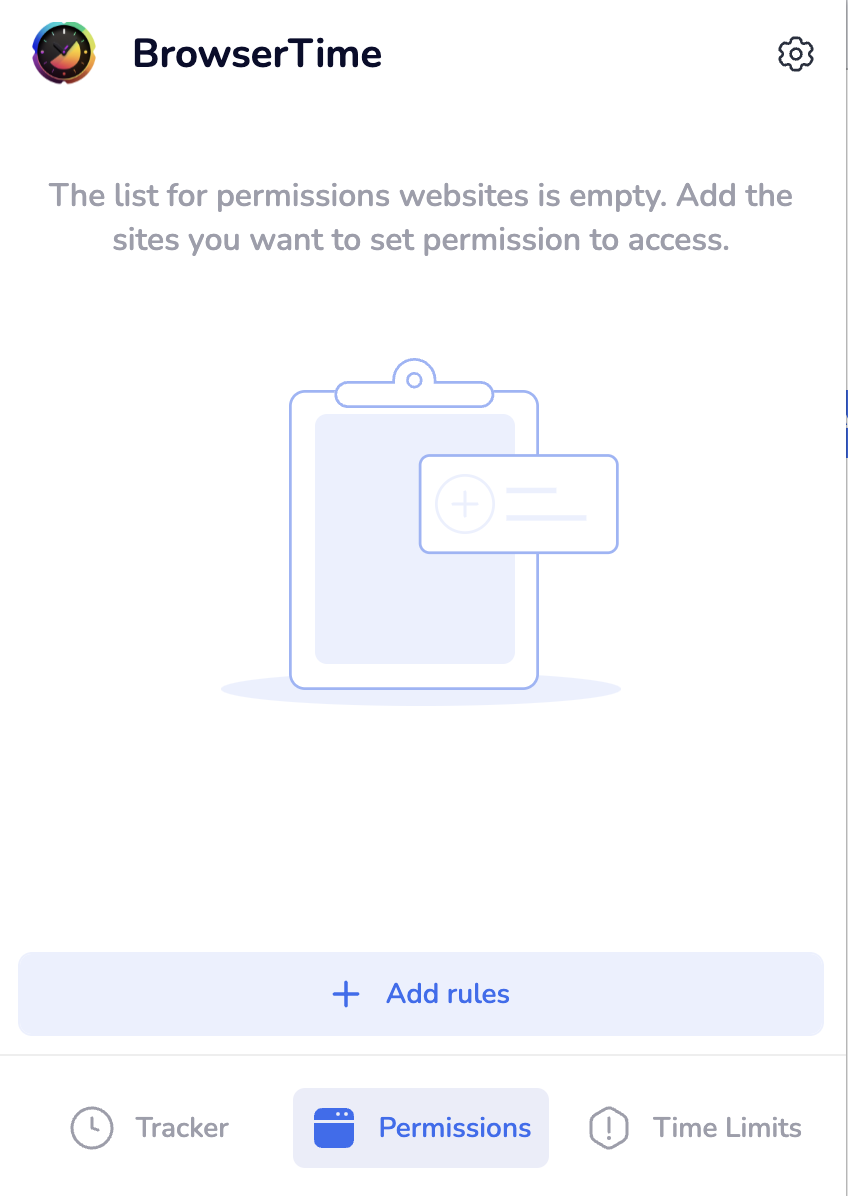 BrowserTime
The list for permissions websites is empty. Add the
sites you want to set permission to access.
Add rules
Tracker
Permissions
Time Limits